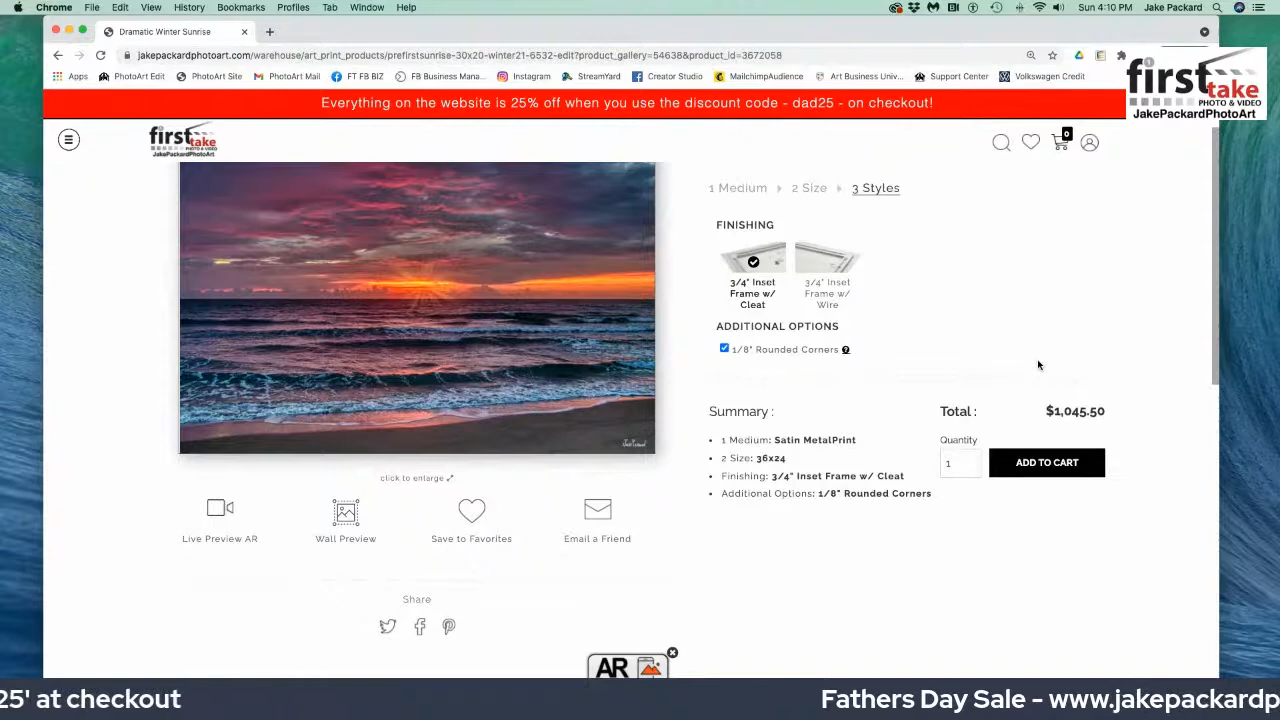 Chrome File Edit View History Bookmarks Profiles Tab Window Help Sun 4:10 PM Jake Packard
Dramatic Winter Sunrise
jakepackardphotoart.com/warehouse/art_print_products/prefirstsunrise-30x20-winter21-6532-edit?product_gallery=54638&product_id=3672058
Apps PhotoArt Edit PhotoArt Site PhotoArt Mail FT FB BIZ FB Business Mana... Instagram StreamYard Creator Studio MailchimpAudience Art Business Univ... Support Center Volkswagen Credit
first
take
PHOTO & VIDEO
JakePackardPhotoArt
Everything on the website is 25% off when you use the discount code - dad25 - on checkout!
first
take
PHOTO & VIDEO
JakePackardPhotoArt
0
1 Medium 2 Size 3 Styles
FINISHING
3/4" Inset Frame w/ Cleat
3/4" Inset Frame w/ Wire
ADDITIONAL OPTIONS
1/8" Rounded Corners
Summary : Total : $1,045.50
1 Medium: Satin MetalPrint
2 Size: 36x24
Finishing: 3/4" Inset Frame w/ Cleat
Additional Options: 1/8" Rounded Corners
Quantity
1 ADD TO CART
click to enlarge
Live Preview AR Wall Preview Save to Favorites Email a Friend
Share
AR
25' at checkout Fathers Day Sale - www.jakepackardp